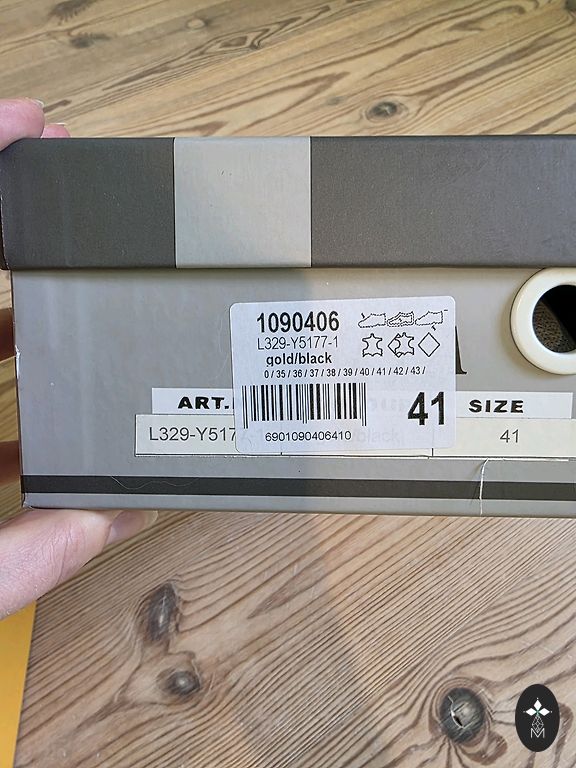 1090406
L329-Y5177-1
gold/black
0 / 35 / 36 / 37 / 38 / 39 / 40 / 41 / 42 / 43 /
41
6901090406410
ART.
SIZE
L329-Y517
black
41
M